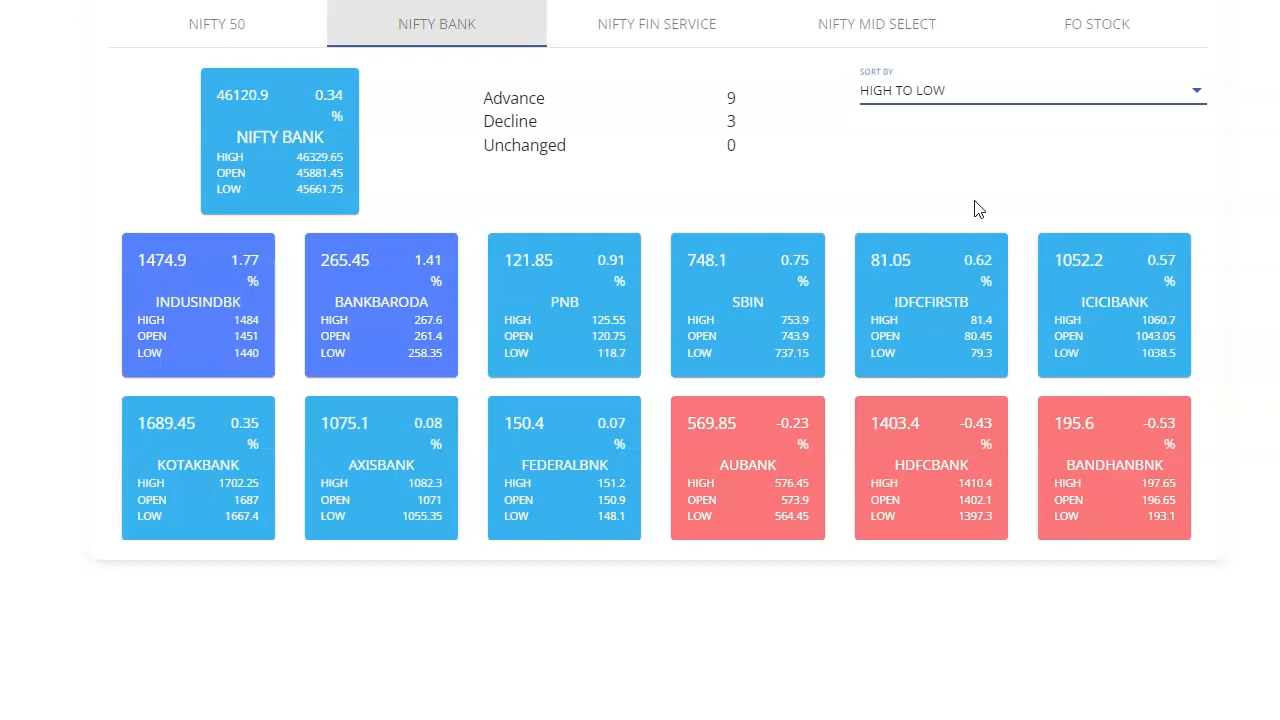 NIFTY 50 NIFTY BANK NIFTY FIN SERVICE NIFTY MID SELECT FO STOCK
46120.9 0.34
%
NIFTY BANK
HIGH 46329.65
OPEN 45881.45
LOW 45661.75
Advance 9
Decline 3
Unchanged 0
SORT BY
HIGH TO LOW
1474.9 1.77
%
INDUSINDBK
HIGH 1484
OPEN 1451
LOW 1440
265.45 1.41
%
BANKBARODA
HIGH 267.6
OPEN 261.4
LOW 258.35
121.85 0.91
%
PNB
HIGH 125.55
OPEN 120.75
LOW 118.7
748.1 0.75
%
SBIN
HIGH 753.9
OPEN 743.9
LOW 737.15
81.05 0.62
%
IDFCFIRSTB
HIGH 81.4
OPEN 80.45
LOW 79.3
1052.2 0.57
%
ICICIBANK
HIGH 1060.7
OPEN 1043.05
LOW 1038.5
1689.45 0.35
%
KOTAKBANK
HIGH 1702.25
OPEN 1687
LOW 1667.4
1075.1 0.08
%
AXISBANK
HIGH 1082.3
OPEN 1071
LOW 1055.35
150.4 0.07
%
FEDERALBNK
HIGH 151.2
OPEN 150.9
LOW 148.1
569.85 -0.23
%
AUBANK
HIGH 576.45
OPEN 573.9
LOW 564.45
1403.4 -0.43
%
HDFCBANK
HIGH 1410.4
OPEN 1402.1
LOW 1397.3
195.6 -0.53
%
BANDHANBNK
HIGH 197.65
OPEN 196.65
LOW 193.1